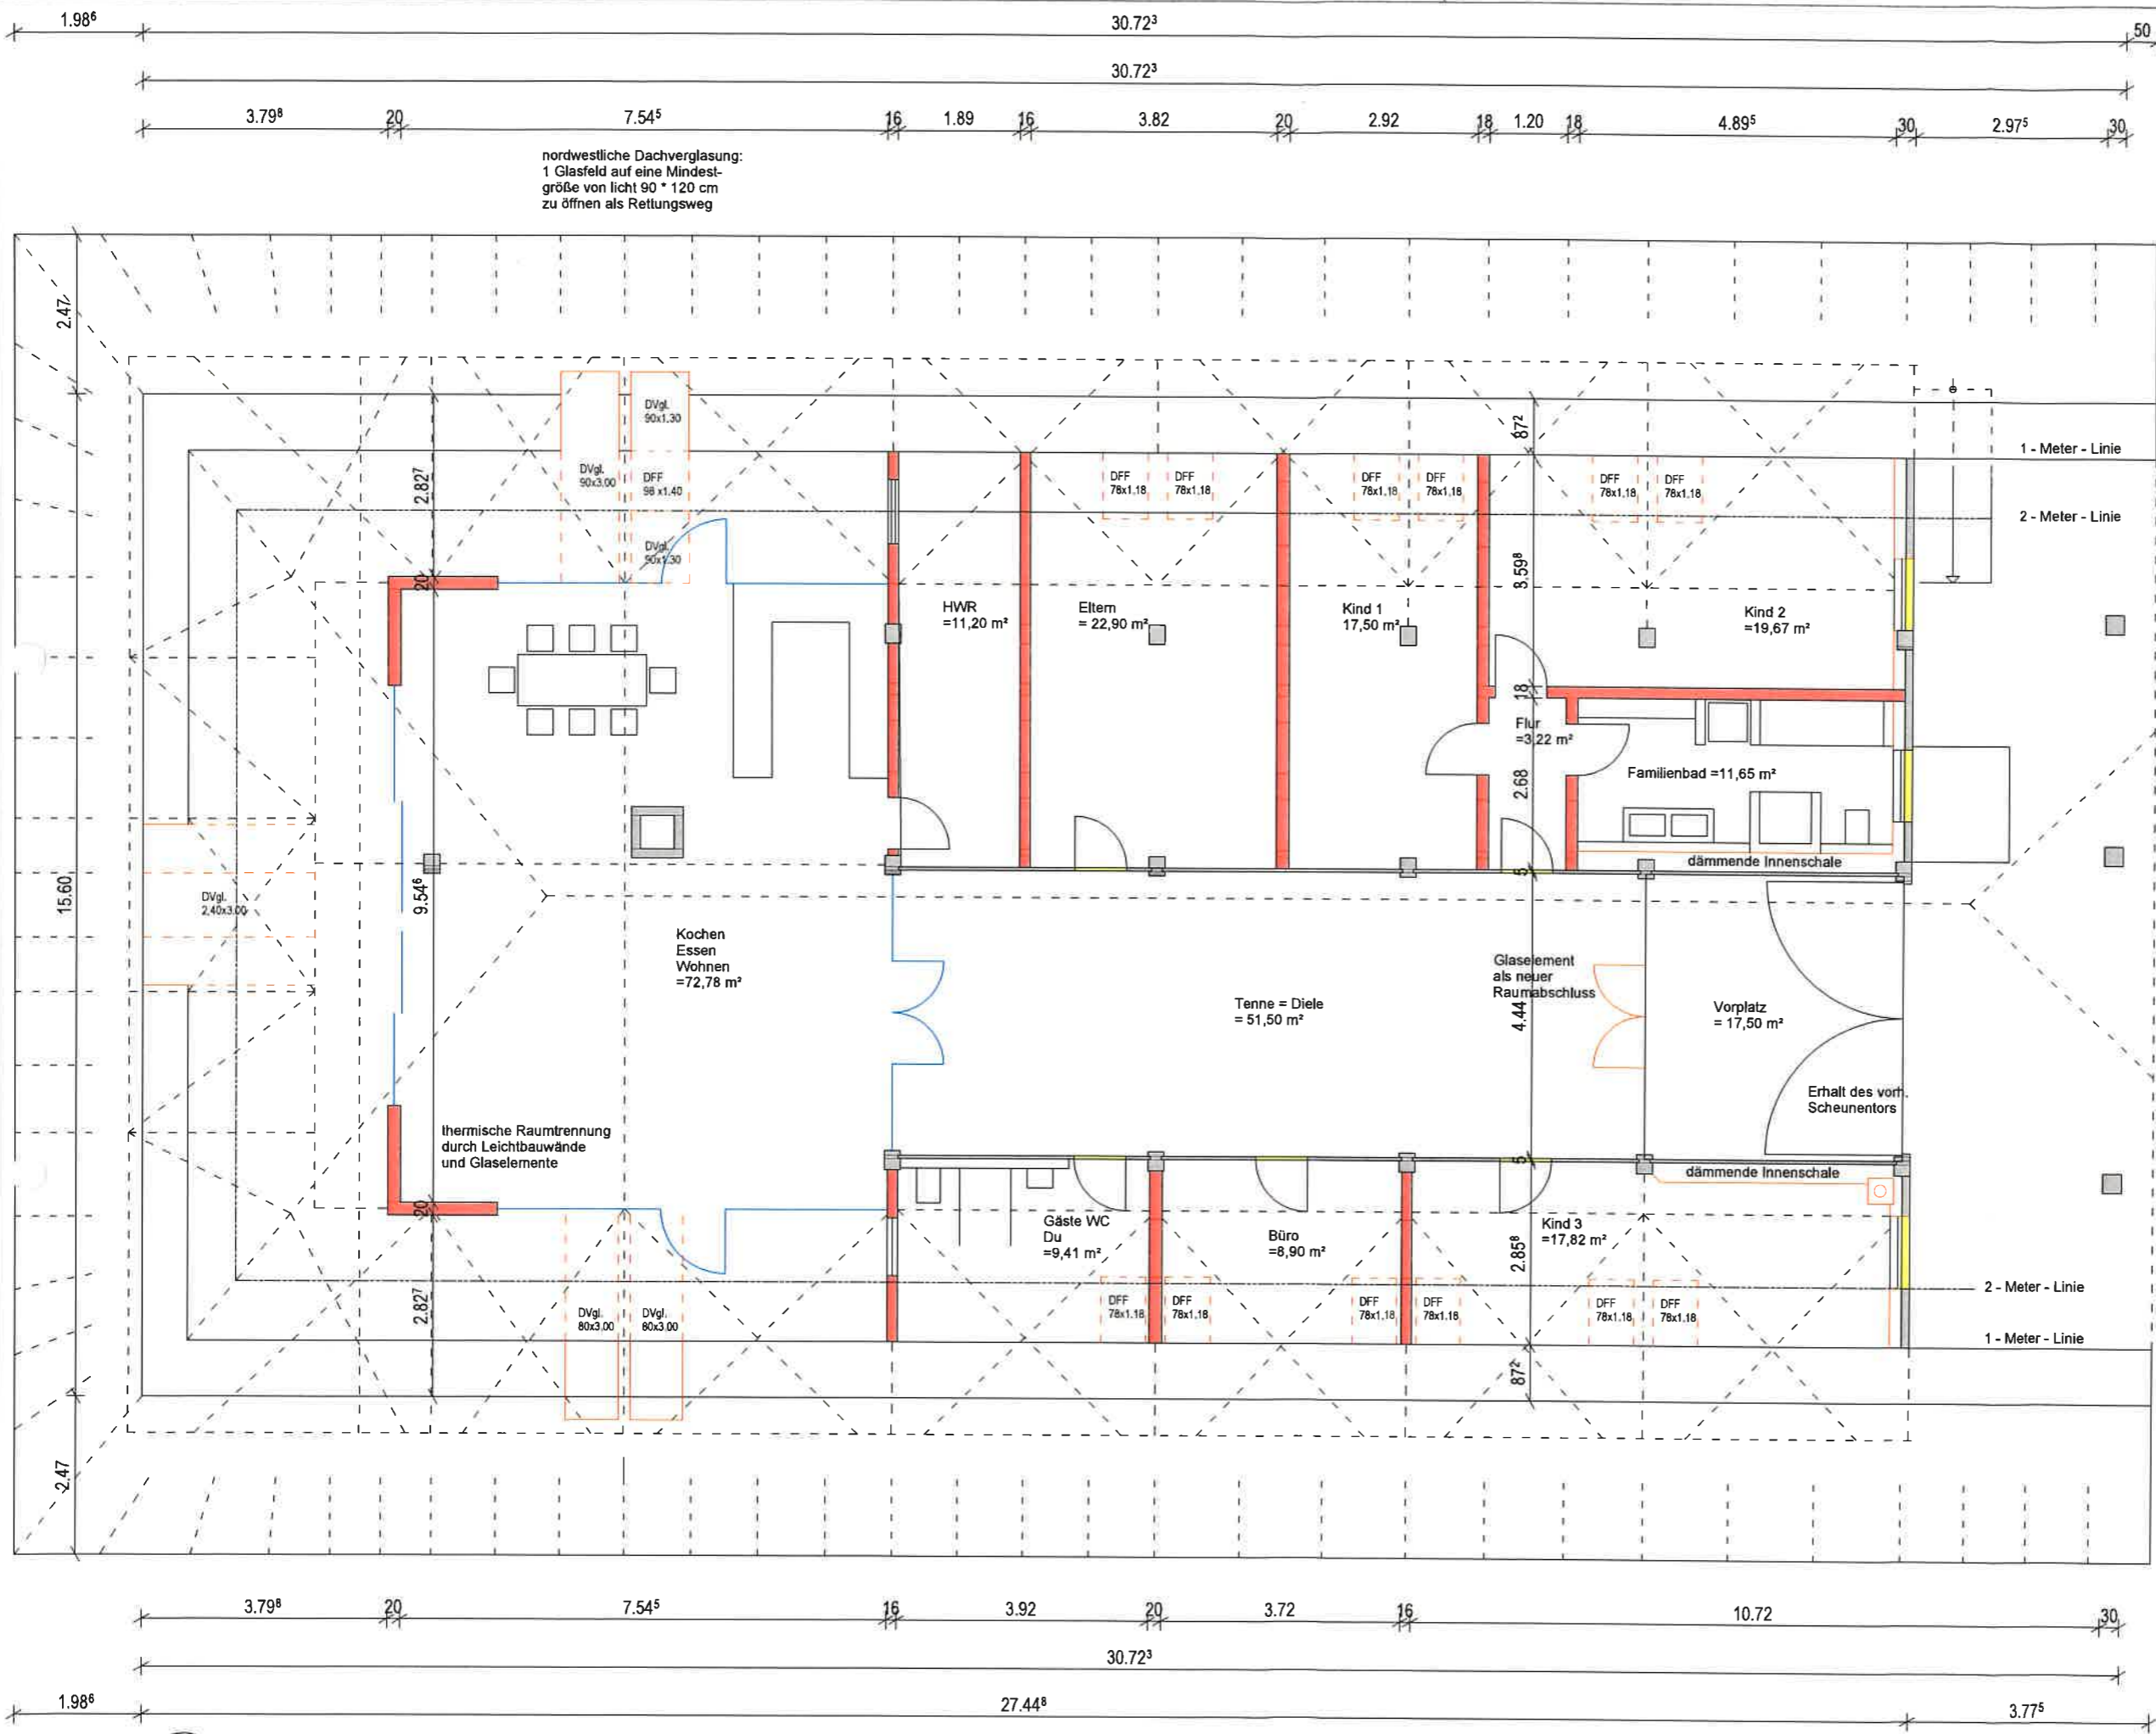 1.98⁶
30.72³
50
30.72³
3.79⁸
20
7.54⁵
16
1.89
16
3.82
20
2.92
18
1.20
18
4.89⁵
30
2.97⁵
30
nordwestliche Dachverglasung:
1 Glasfeld auf eine Mindest-
größe von licht 90 * 120 cm
zu öffnen als Rettungsweg
2.47
DVgl.
90x1.30
DVgl.
90x3.00
DFF
98 x1.40
DVgl.
90x1.30
2.82⁷
20
87²
1 - Meter - Linie
2 - Meter - Linie
DFF
78x1.18
DFF
78x1.18
DFF
78x1.18
DFF
78x1.18
DFF
78x1.18
DFF
78x1.18
3.59⁸
HWR
=11,20 m²
Eltern
= 22,90 m²
Kind 1
17,50 m²
Kind 2
=19,67 m²
18
Flur
=3,22 m²
2.68
Familienbad =11,65 m²
dämmende Innenschale
5
15.60
DVgl.
2,40x3.00
9.54⁶
Kochen
Essen
Wohnen
=72,78 m²
Tenne = Diele
= 51,50 m²
Glaselement
als neuer
Raumabschluss
4.44
Vorplatz
= 17,50 m²
Erhalt des vorh.
Scheunentors
thermische Raumtrennung
durch Leichtbauwände
und Glaselemente
5
dämmende Innenschale
20
Gäste WC
Du
=9,41 m²
Büro
=8,90 m²
Kind 3
=17,82 m²
2.85⁸
2.82⁷
DVgl.
80x3.00
DVgl.
80x3.00
DFF
78x1.18
DFF
78x1.18
DFF
78x1.18
DFF
78x1.18
DFF
78x1.18
DFF
78x1.18
2 - Meter - Linie
1 - Meter - Linie
87²
2.47
3.79⁸
20
7.54⁵
16
3.92
20
3.72
16
10.72
30
30.72³
1.98⁶
27.44⁸
3.77⁵